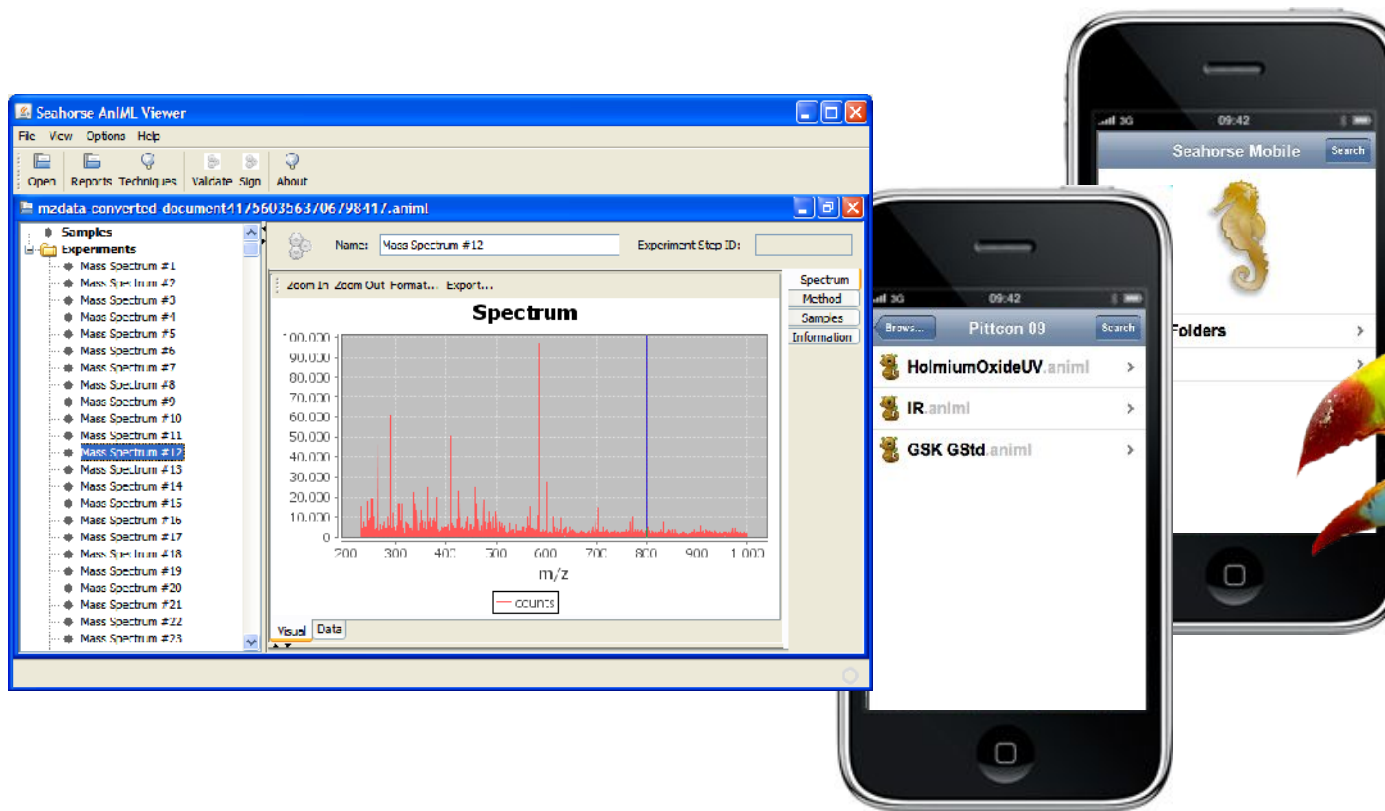 Seahorse AnIML Viewer
File View Options Help
Open Reports Techniques Validate Sign About
mzdata-converted-document4175603563706798417.animl
Samples
Experiments
Mass Spectrum #1
Mass Spectrum #2
Mass Spectrum #3
Mass Spectrum #4
Mass Spectrum #5
Mass Spectrum #6
Mass Spectrum #7
Mass Spectrum #8
Mass Spectrum #9
Mass Spectrum #10
Mass Spectrum #11
Mass Spectrum #12
Mass Spectrum #13
Mass Spectrum #14
Mass Spectrum #15
Mass Spectrum #16
Mass Spectrum #17
Mass Spectrum #18
Mass Spectrum #19
Mass Spectrum #20
Mass Spectrum #21
Mass Spectrum #22
Mass Spectrum #23
Name: Mass Spectrum #12 Experiment Step ID:
Zoom In Zoom Out Format... Export...
Spectrum
Method
Samples
Information
Spectrum
100.000
90.000
80.000
70.000
60.000
50.000
40.000
30.000
20.000
10.000
0
200 300 400 500 600 700 800 900 1.000
m/z
counts
Visual Data
3G 09:42
Brows... Pittcon 09 Search
HolmiumOxideUV.animl
IR.animl
GSK GStd.animl
3G 09:42
Seahorse Mobile Search
Folders